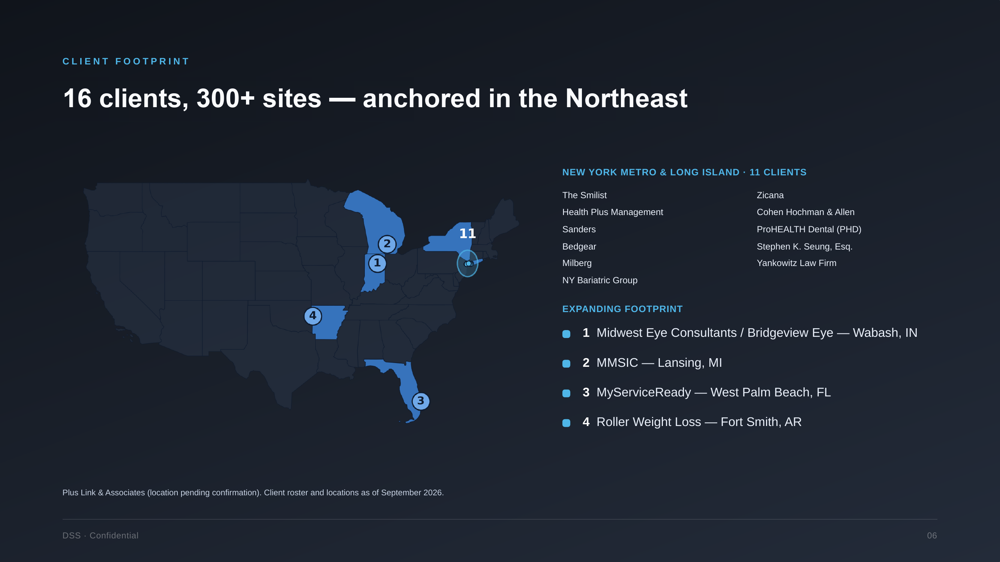 CLIENT FOOTPRINT
16 clients, 300+ sites — anchored in the Northeast
11
2
1
4
3
NEW YORK METRO & LONG ISLAND · 11 CLIENTS
The Smilist
Health Plus Management
Sanders
Bedgear
Milberg
NY Bariatric Group
Zicana
Cohen Hochman & Allen
ProHEALTH Dental (PHD)
Stephen K. Seung, Esq.
Yankowitz Law Firm
EXPANDING FOOTPRINT
1 Midwest Eye Consultants / Bridgeview Eye — Wabash, IN
2 MMSIC — Lansing, MI
3 MyServiceReady — West Palm Beach, FL
4 Roller Weight Loss — Fort Smith, AR
Plus Link & Associates (location pending confirmation). Client roster and locations as of September 2026.
DSS · Confidential
06